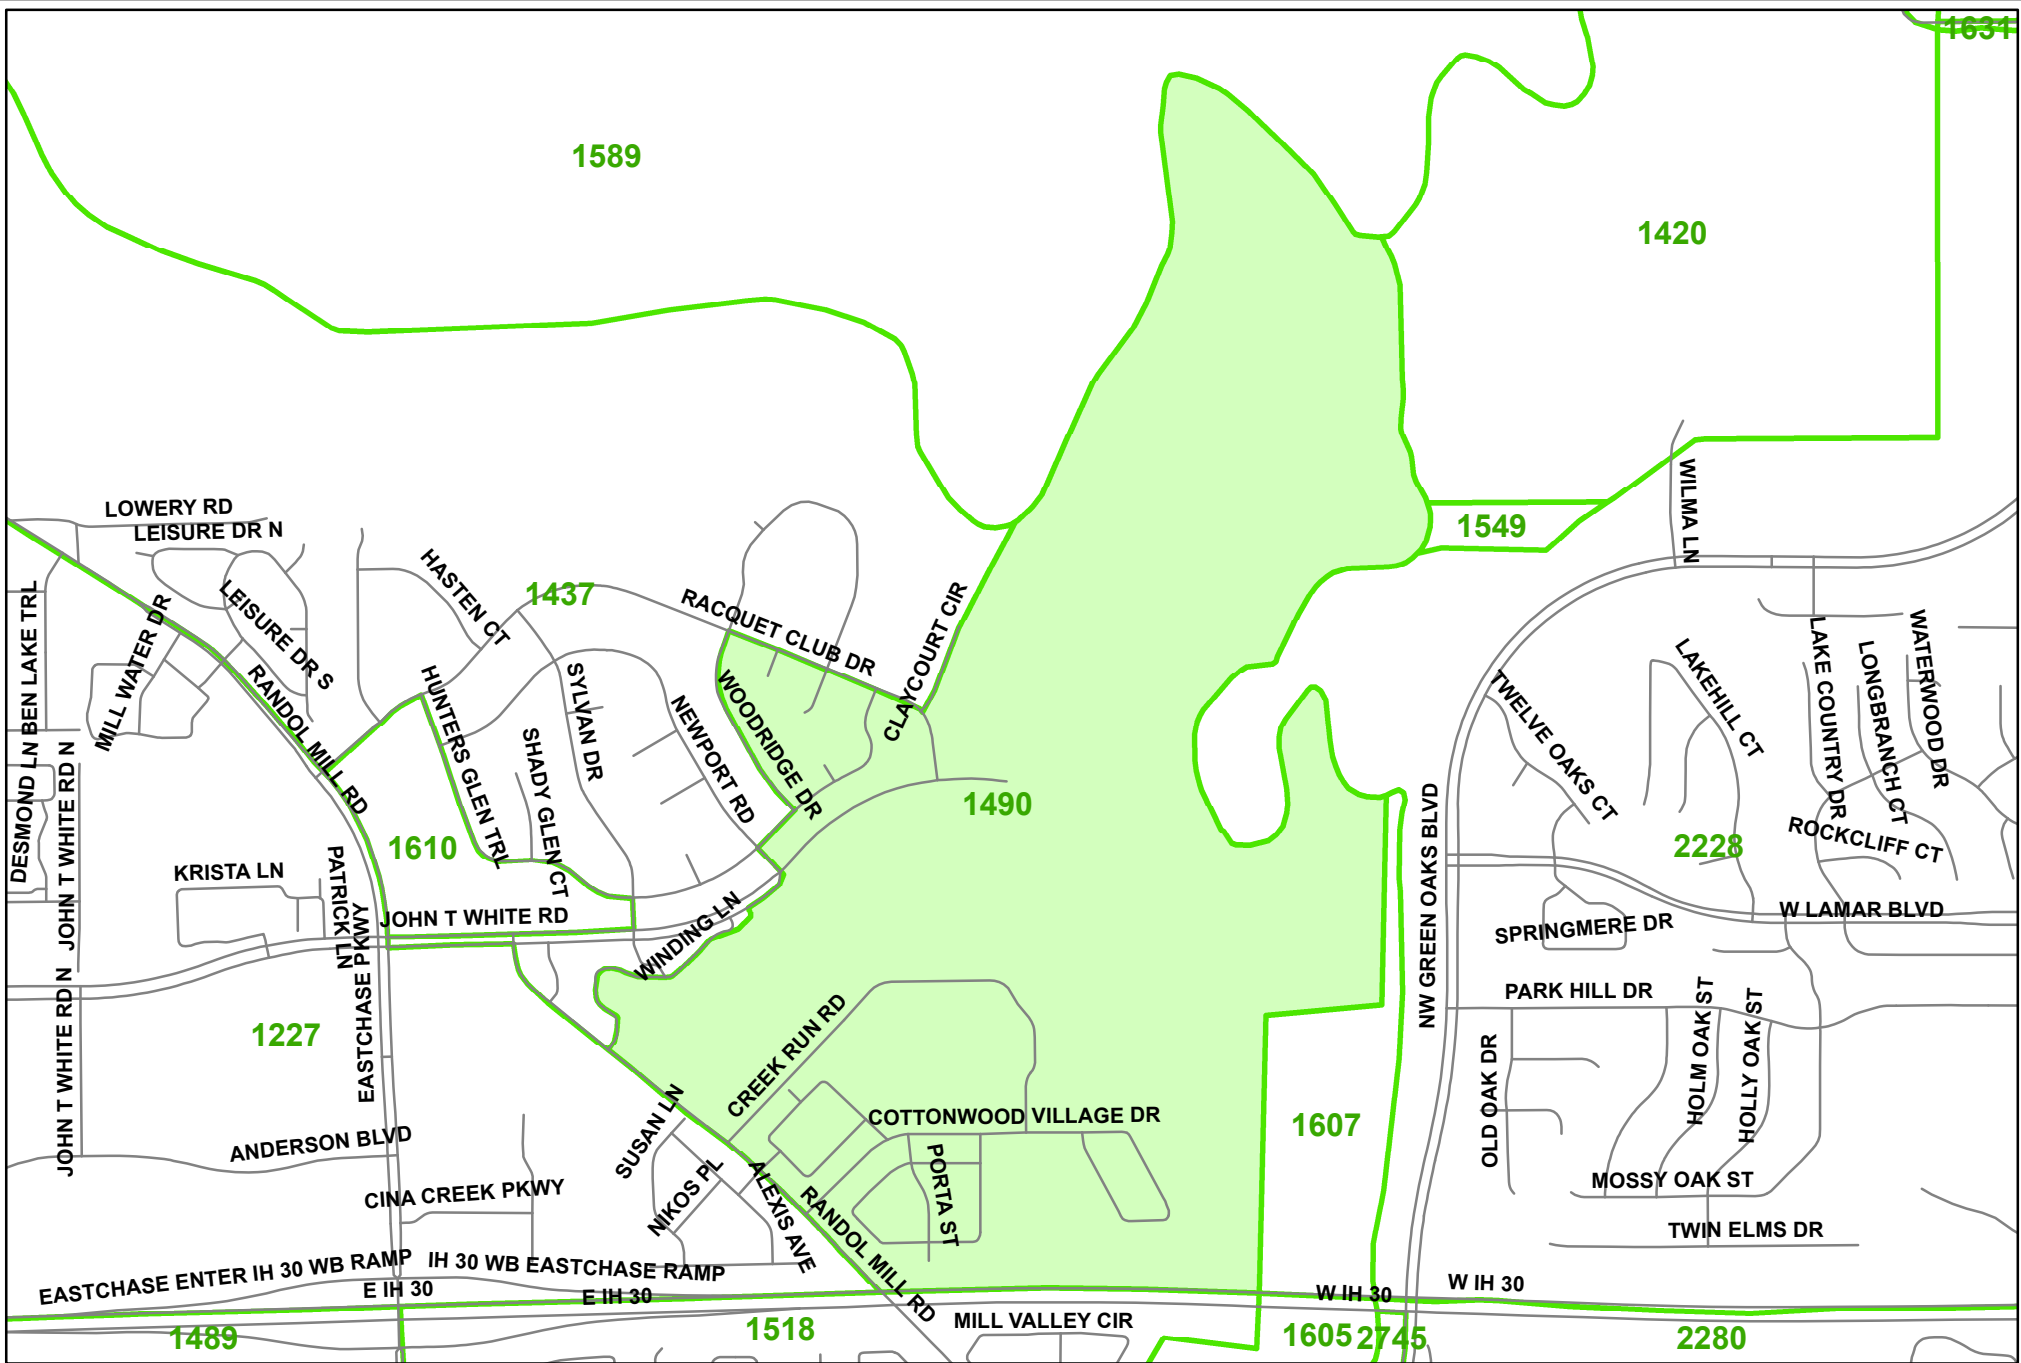 1631
1589
1420
LOWERY RD
LEISURE DR N
1549
WILMA LN
HASTEN CT
1437
RACQUET CLUB DR
CLAYCOURT CIR
BEN LAKE TRL
MILL WATER DR
LEISURE DR S
RANDOL MILL RD
HUNTERS GLEN TRL
SYLVAN DR
SHADY GLEN CT
NEWPORT RD
WOODRIDGE DR
TWELVE OAKS CT
LAKEHILL CT
LAKE COUNTRY DR
LONGBRANCH CT
WATERWOOD DR
DESMOND LN
JOHN T WHITE RD N
1490
1610
2228
ROCKCLIFF CT
NW GREEN OAKS BLVD
KRISTA LN
PATRICK LN
JOHN T WHITE RD
WINDING LN
W LAMAR BLVD
SPRINGMERE DR
EASTCHASE PKWY
JOHN T WHITE RD N
1227
CREEK RUN RD
PARK HILL DR
OLD OAK DR
HOLM OAK ST
HOLLY OAK ST
SUSAN LN
COTTONWOOD VILLAGE DR
1607
ANDERSON BLVD
CINA CREEK PKWY
NIKOS PL
ALEXIS AVE
RANDOL MILL RD
PORTA ST
MOSSY OAK ST
TWIN ELMS DR
EASTCHASE ENTER IH 30 WB RAMP
IH 30 WB EASTCHASE RAMP
E IH 30
E IH 30
W IH 30
W IH 30
1489
1518
MILL VALLEY CIR
1605
2745
2280